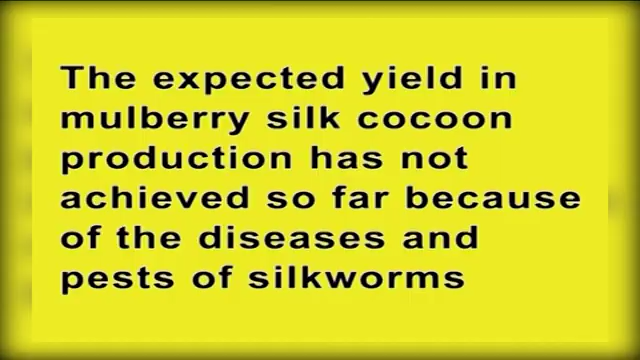 The expected yield in
mulberry silk cocoon
production has not
achieved so far because
of the diseases and
pests of silkworms